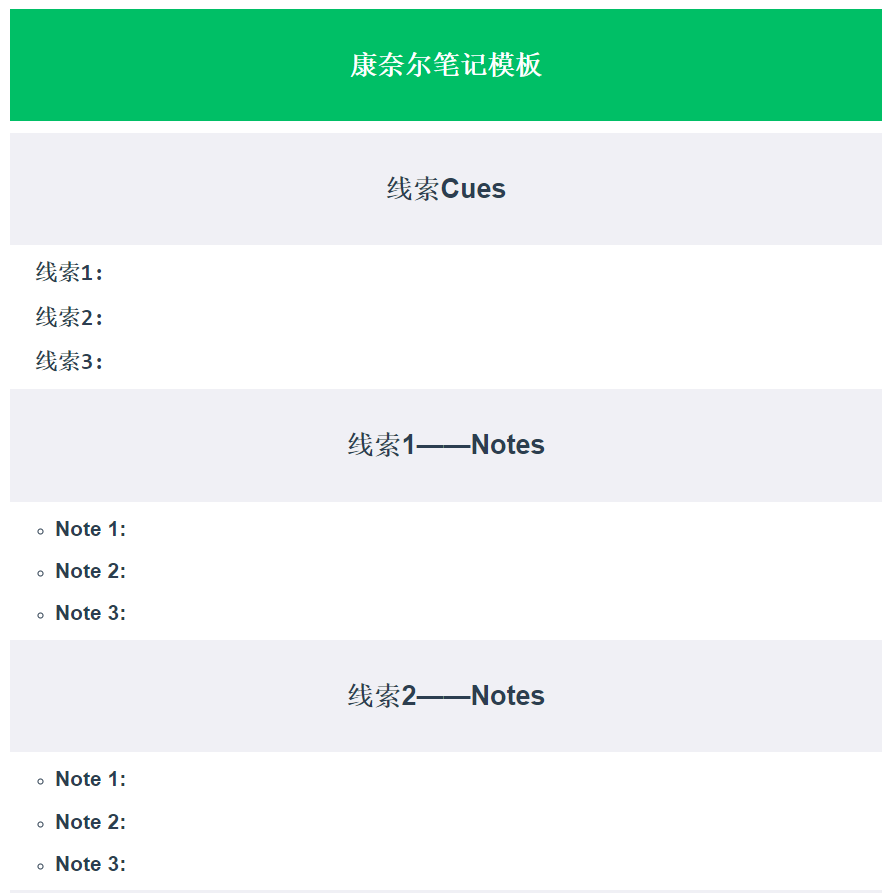 康奈尔笔记模板
线索Cues
线索1：
线索2：
线索3：
线索1——Notes
Note 1:
Note 2:
Note 3:
线索2——Notes
Note 1:
Note 2:
Note 3: